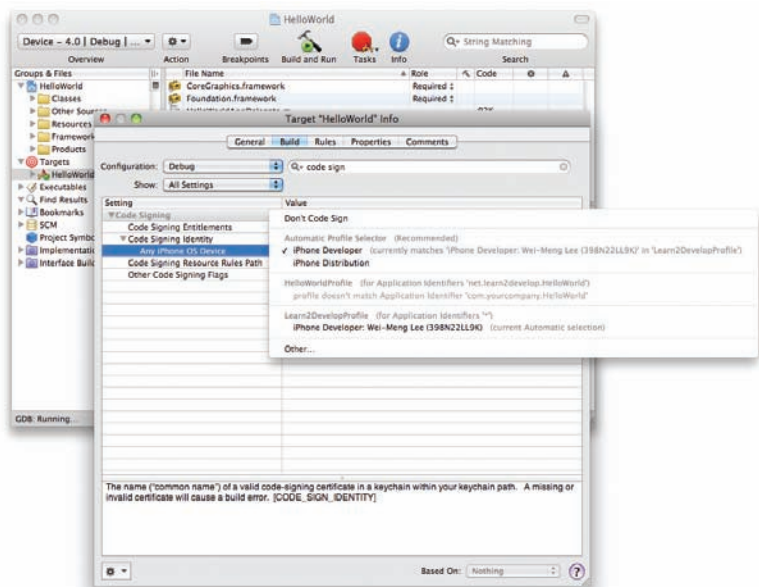 HelloWorld
Device - 4.0 | Debug | ...
String Matching
Overview
Action
Breakpoints
Build and Run
Tasks
Info
Search
Groups & Files
File Name
Role
Code
HelloWorld
CoreGraphics.framework
Required
Classes
Foundation.framework
Required
Other Sources
Resources
Framework
Products
Targets
HelloWorld
Executables
Find Results
Bookmarks
SCM
Project Symbo
Implementatio
Interface Buil
GDB: Running...
Target "HelloWorld" Info
General
Build
Rules
Properties
Comments
Configuration:
Debug
code sign
Show:
All Settings
Setting
Value
Code Signing
Code Signing Entitlements
Code Signing Identity
Any iPhone OS Device
Code Signing Resource Rules Path
Other Code Signing Flags
Don't Code Sign
Automatic Profile Selector (Recommended)
✓ iPhone Developer (currently matches 'iPhone Developer: Wei-Meng Lee (398N22LL9K)' in 'Learn2DevelopProfile')
iPhone Distribution
HelloWorldProfile (for Application Identifiers 'net.learn2develop.HelloWorld')
profile doesn't match Application Identifier 'com.yourcompany.HelloWorld'
Learn2DevelopProfile (for Application Identifiers '*')
iPhone Developer: Wei-Meng Lee (398N22LL9K) (current Automatic selection)
Other...
The name ("common name") of a valid code-signing certificate in a keychain within your keychain path. A missing or
invalid certificate will cause a build error. [CODE_SIGN_IDENTITY]
Based On:
Nothing
?